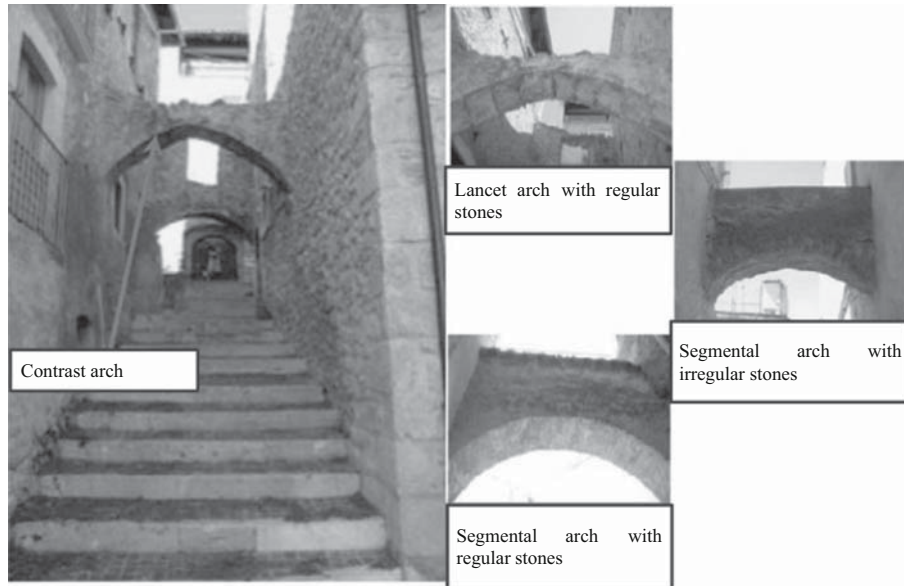 Lancet arch with regular
stones
Contrast arch
Segmental arch with
irregular stones
Segmental arch with
regular stones